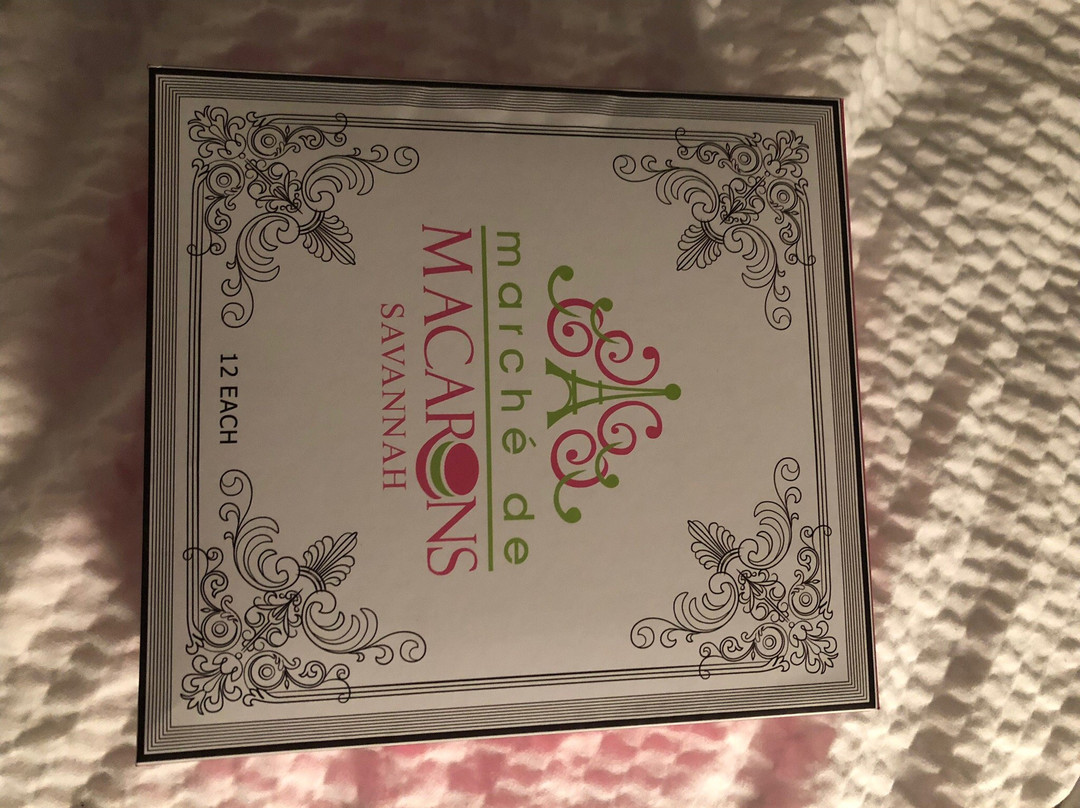 marché de
MACARONS
SAVANNAH
12 EACH